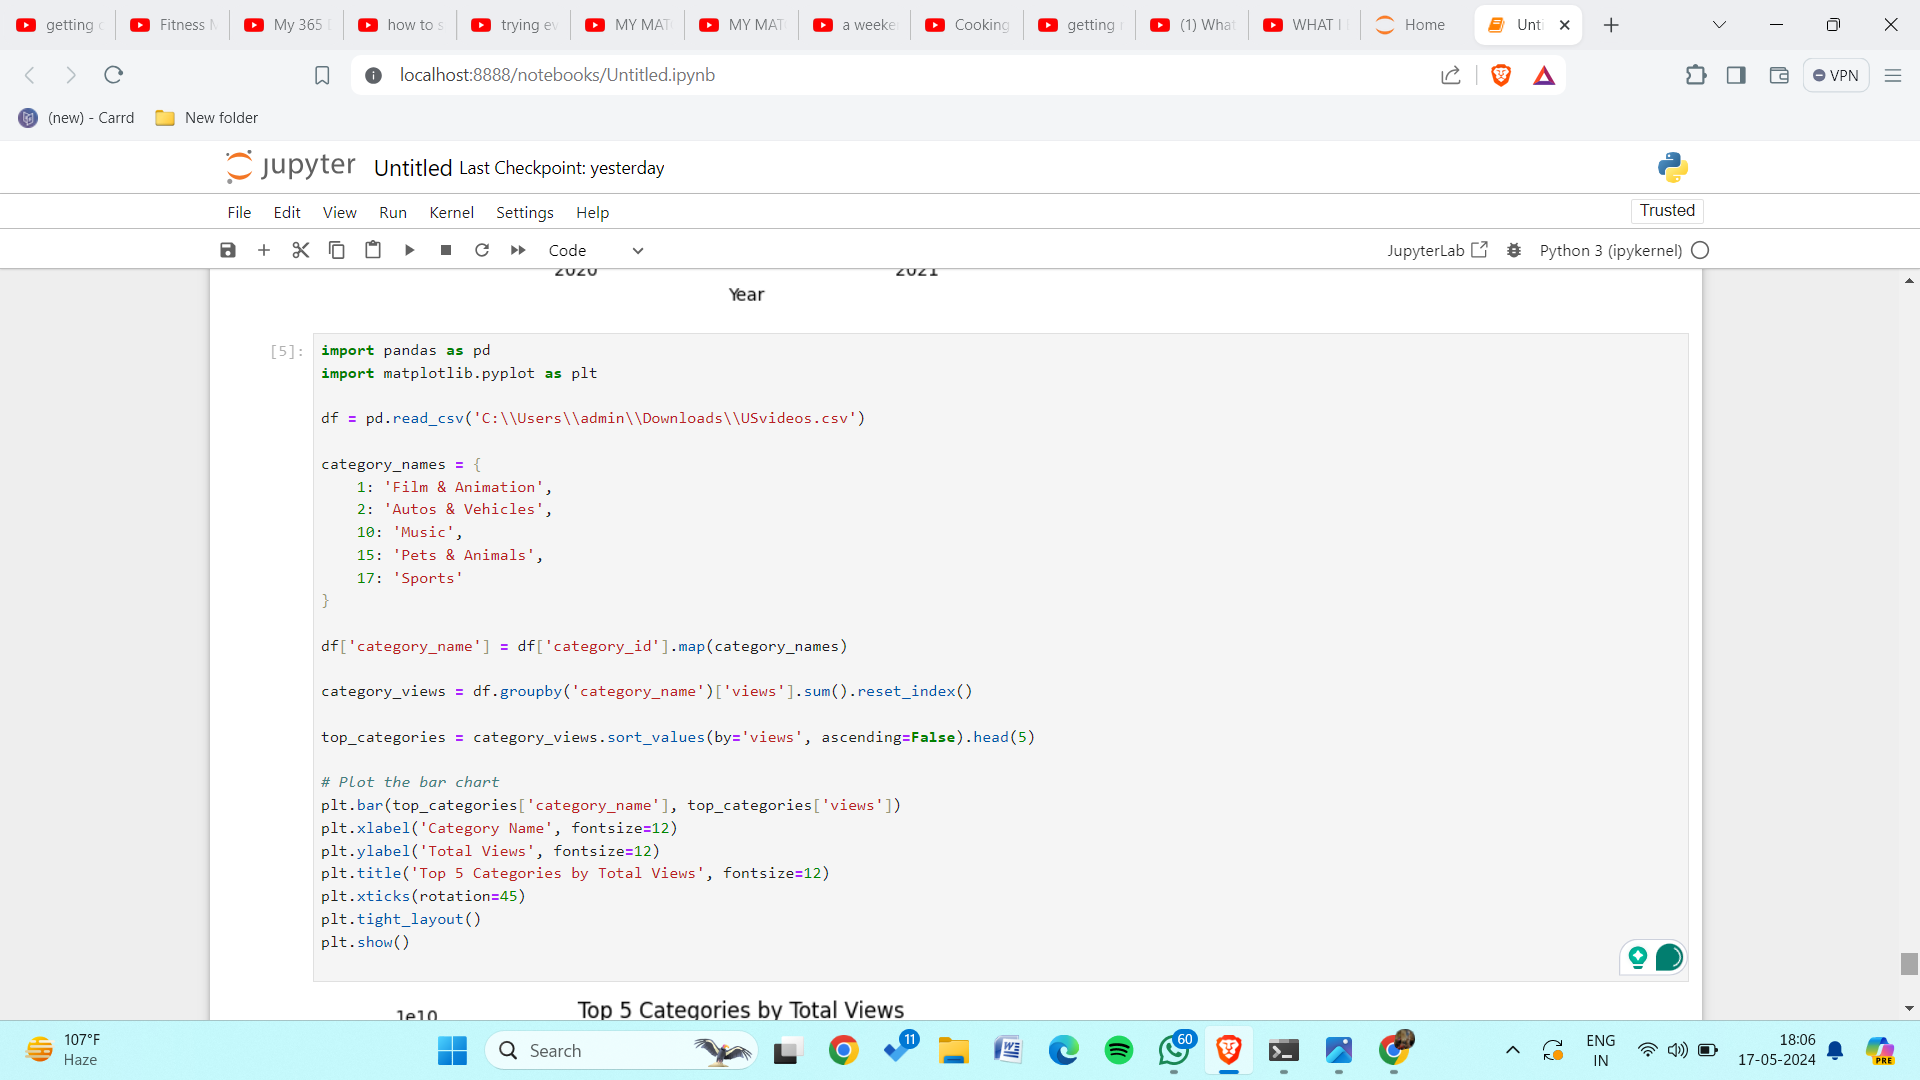 getting
Fitness
My 365
how to s
trying ev
MY MAT
MY MAT
a weeke
Cooking
getting
(1) What
WHAT I
Home
Unti
localhost:8888/notebooks/Untitled.ipynb
VPN
(new) - Carrd
New folder
jupyter Untitled Last Checkpoint: yesterday
File Edit View Run Kernel Settings Help
Trusted
Code
JupyterLab
Python 3 (ipykernel)
2020 2021
Year
[5]:
import pandas as pd
import matplotlib.pyplot as plt
df = pd.read_csv('C:\\Users\\admin\\Downloads\\USvideos.csv')
category_names = {
    1: 'Film & Animation',
    2: 'Autos & Vehicles',
    10: 'Music',
    15: 'Pets & Animals',
    17: 'Sports'
}
df['category_name'] = df['category_id'].map(category_names)
category_views = df.groupby('category_name')['views'].sum().reset_index()
top_categories = category_views.sort_values(by='views', ascending=False).head(5)
# Plot the bar chart
plt.bar(top_categories['category_name'], top_categories['views'])
plt.xlabel('Category Name', fontsize=12)
plt.ylabel('Total Views', fontsize=12)
plt.title('Top 5 Categories by Total Views', fontsize=12)
plt.xticks(rotation=45)
plt.tight_layout()
plt.show()
1e10
Top 5 Categories by Total Views
107°F
Haze
Search
11
60
ENG
IN
18:06
17-05-2024
PRE